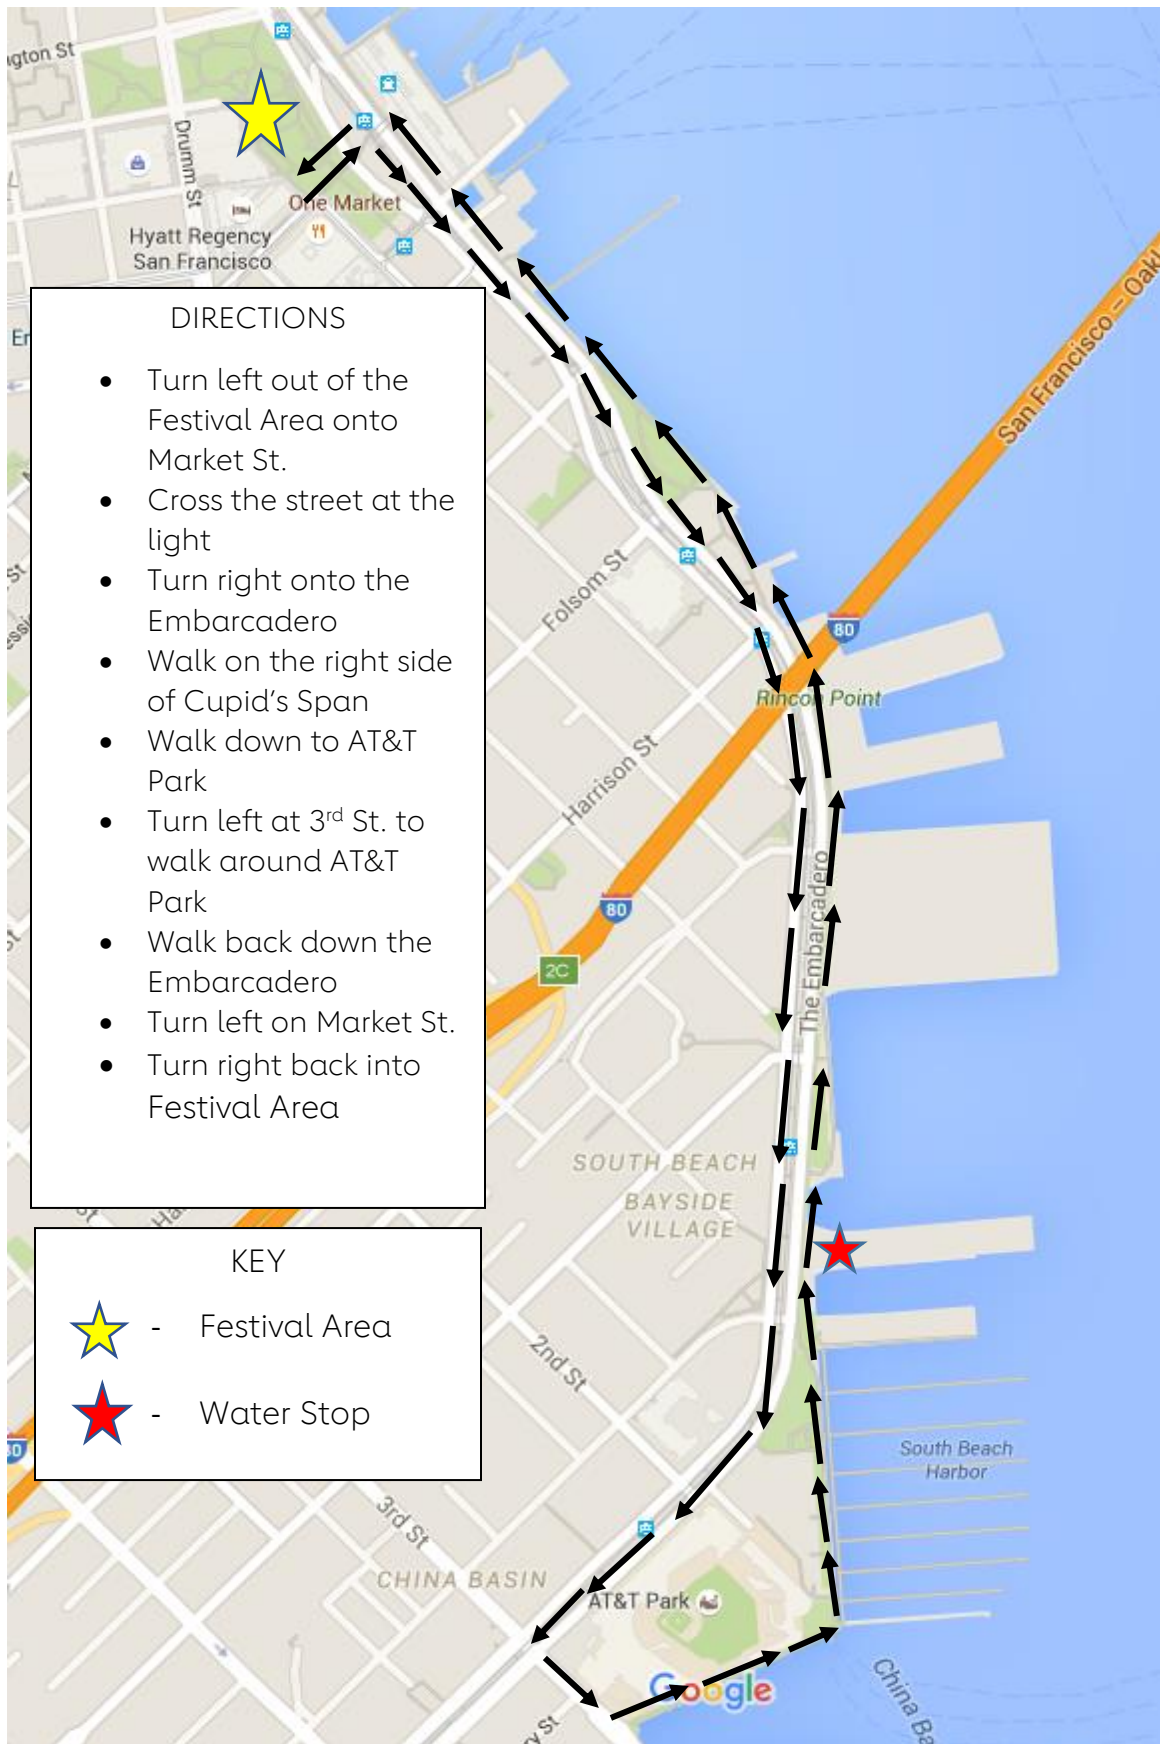 gton St
Drumm St
One Market
Hyatt Regency
San Francisco
DIRECTIONS
• Turn left out of the
Festival Area onto
Market St.
• Cross the street at the
light
• Turn right onto the
Embarcadero
• Walk on the right side
of Cupid's Span
• Walk down to AT&T
Park
• Turn left at 3rd St. to
walk around AT&T
Park
• Walk back down the
Embarcadero
• Turn left on Market St.
• Turn right back into
Festival Area
KEY
- Festival Area
- Water Stop
San Francisco – Oakl
Folsom St
80
Rincon Point
Harrison St
80
2C
The Embarcadero
SOUTH BEACH
BAYSIDE
VILLAGE
2nd St
South Beach
Harbor
80
3rd St
CHINA BASIN
AT&T Park
Google
China Ba
ry St